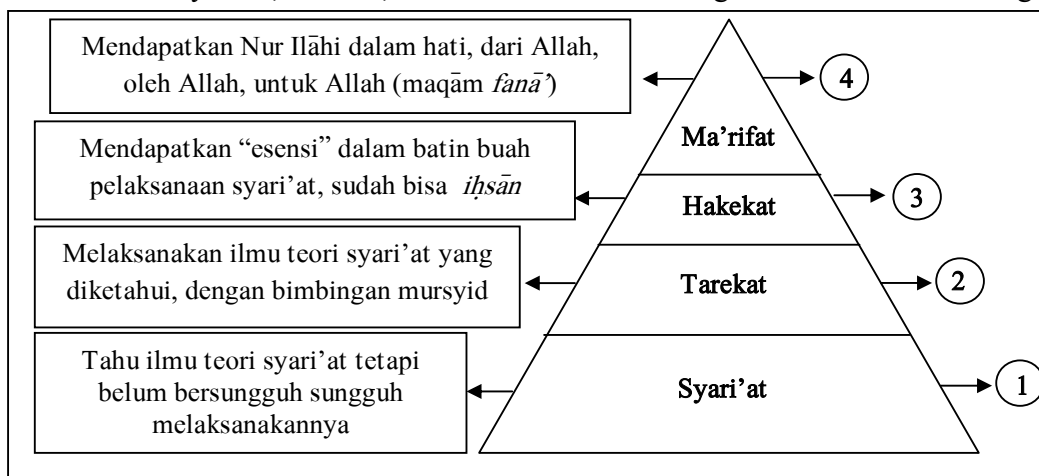 Mendapatkan Nur Ilāhi dalam hati, dari Allah,
oleh Allah, untuk Allah (maqām fanā’)
4
Ma’rifat
Mendapatkan “esensi” dalam batin buah
pelaksanaan syari’at, sudah bisa iḥsān
3
Hakekat
Melaksanakan ilmu teori syari’at yang
diketahui, dengan bimbingan mursyid
2
Tarekat
Tahu ilmu teori syari’at tetapi
belum bersungguh sungguh
melaksanakannya
1
Syari’at